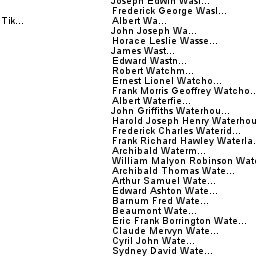 Joseph Edwin Wasl...
Frederick George Wasl...
Tik... Albert Wa...
John Joseph Wa...
Horace Leslie Wasse...
James Wast...
Edward Wastn...
Robert Watchm...
Ernest Lionel Watcho...
Frank Morris Geoffrey Watcho...
Albert Waterfie...
John Griffiths Waterhou...
Harold Joseph Henry Waterhou
Frederick Charles Waterid...
Frank Richard Hawley Waterla.
Archibald Waterm...
William Malyon Robinson Wate
Archibald Thomas Wate...
Arthur Samuel Wate...
Edward Ashton Wate...
Barnum Fred Wate...
Beaumont Wate...
Eric Frank Borrington Wate...
Claude Mervyn Wate...
Cyril John Wate...
Sydney David Wate...